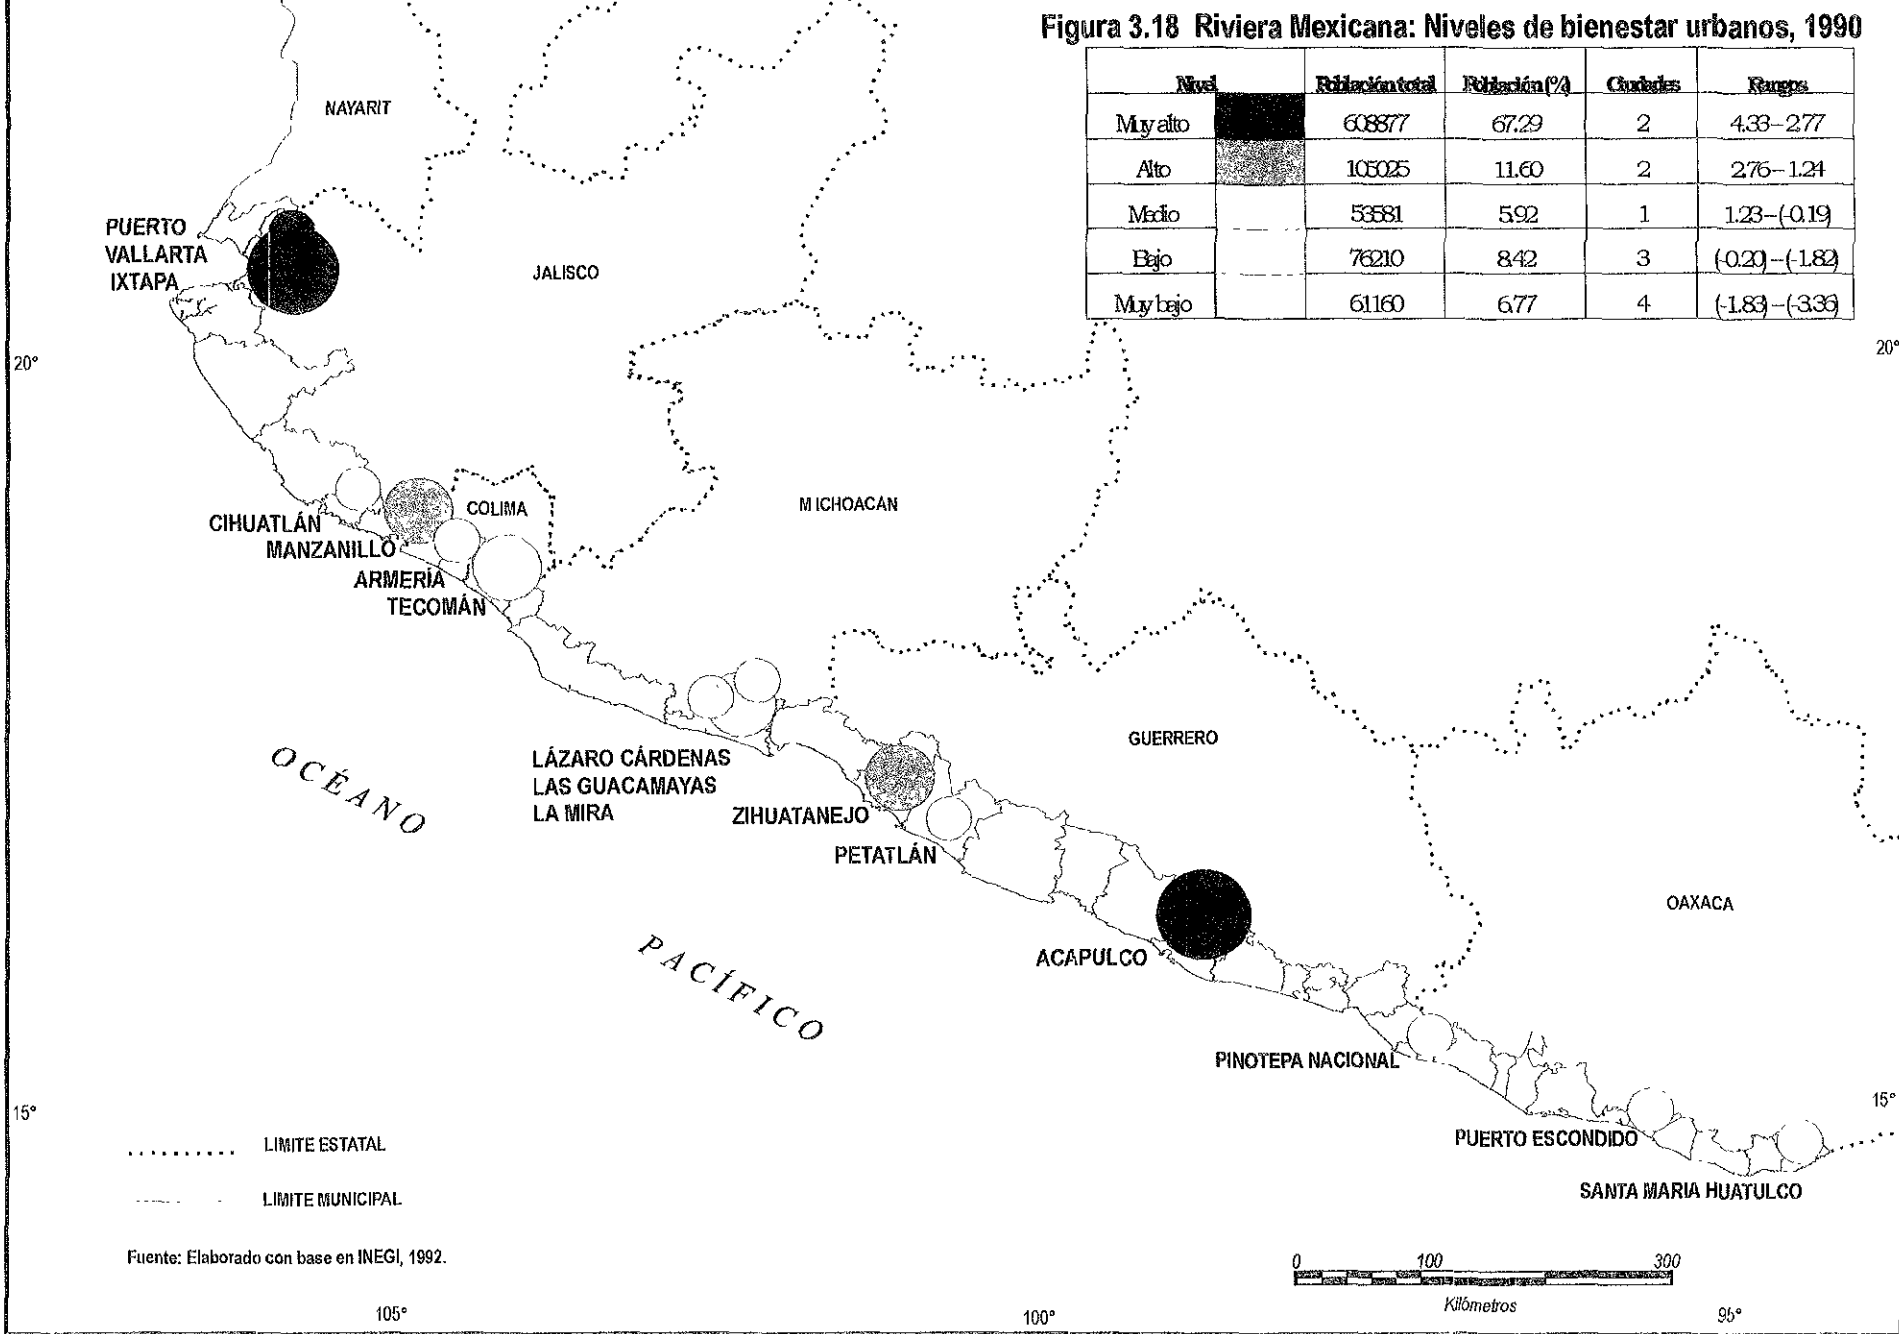 Figura 3.18 Riviera Mexicana: Niveles de bienestar urbanos, 1990
Nivel Población total Población (%) Ciudades Rangos
Muy alto 608877 67.29 2 4.33 – 2.77
Alto 105025 11.60 2 2.76 – 1.24
Medio 53581 5.92 1 1.23 – (-0.19)
Bajo 76210 8.42 3 (-0.20) – (-1.82)
Muy bajo 61160 6.77 4 (-1.83) – (-3.36)
NAYARIT
PUERTO
VALLARTA
IXTAPA
JALISCO
20°
20°
CIHUATLÁN
MANZANILLO
COLIMA
ARMERÍA
TECOMÁN
MICHOACÁN
LÁZARO CÁRDENAS
LAS GUACAMAYAS
LA MIRA
GUERRERO
ZIHUATANEJO
PETATLÁN
OCÉANO
PACÍFICO
ACAPULCO
OAXACA
PINOTEPA NACIONAL
PUERTO ESCONDIDO
SANTA MARIA HUATULCO
15°
15°
LIMITE ESTATAL
LIMITE MUNICIPAL
Fuente: Elaborado con base en INEGI, 1992.
0 100 300
Kilómetros
105° 100° 95°